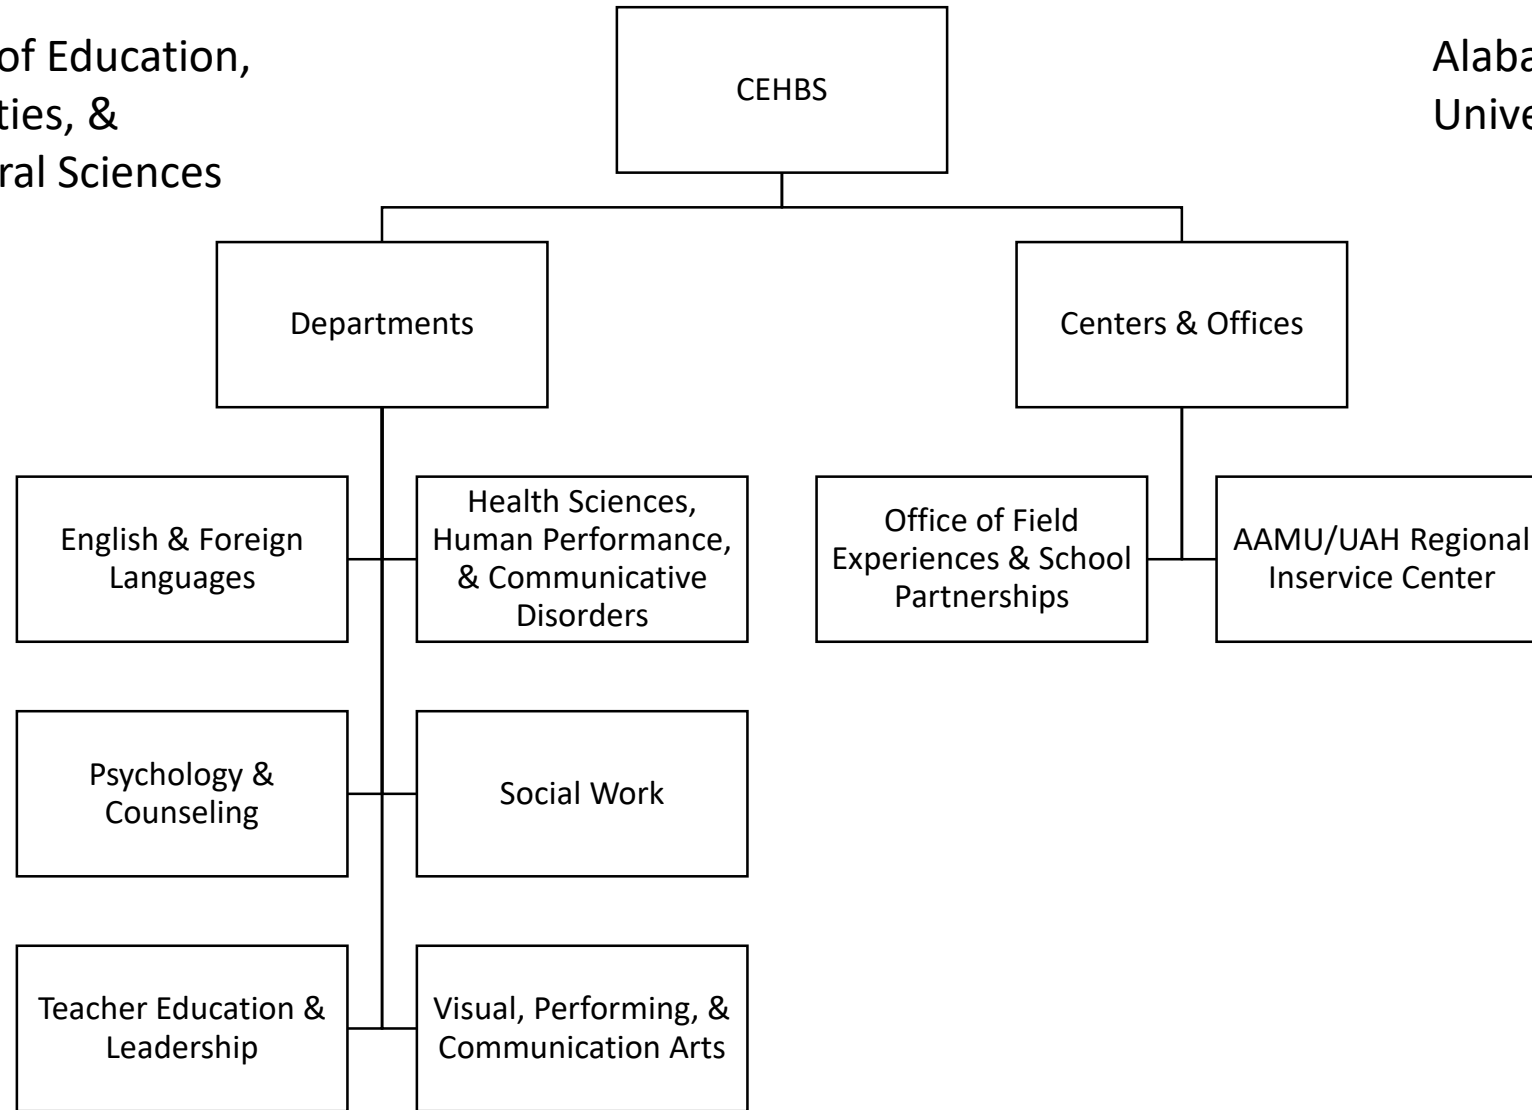 of Education,
ties, &
ral Sciences
CEHBS
Alaba
Unive
Departments
Centers & Offices
English & Foreign
Languages
Health Sciences,
Human Performance,
& Communicative
Disorders
Office of Field
Experiences & School
Partnerships
AAMU/UAH Regional
Inservice Center
Psychology &
Counseling
Social Work
Teacher Education &
Leadership
Visual, Performing, &
Communication Arts